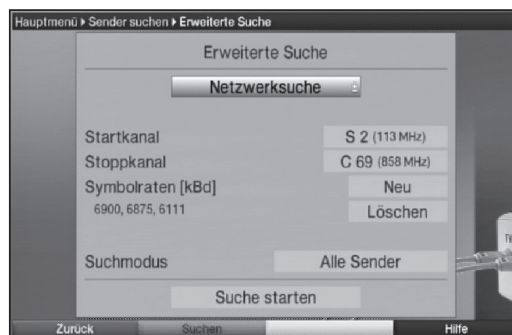 Hauptmenü ▸ Sender suchen ▸ Erweiterte Suche
Erweiterte Suche
Netzwerksuche
Startkanal S 2 (113 MHz)
Stoppkanal C 69 (858 MHz)
Symbolraten [kBd] Neu
6900, 6875, 6111 Löschen
Suchmodus Alle Sender
Suche starten
Zurück Suchen Hilfe